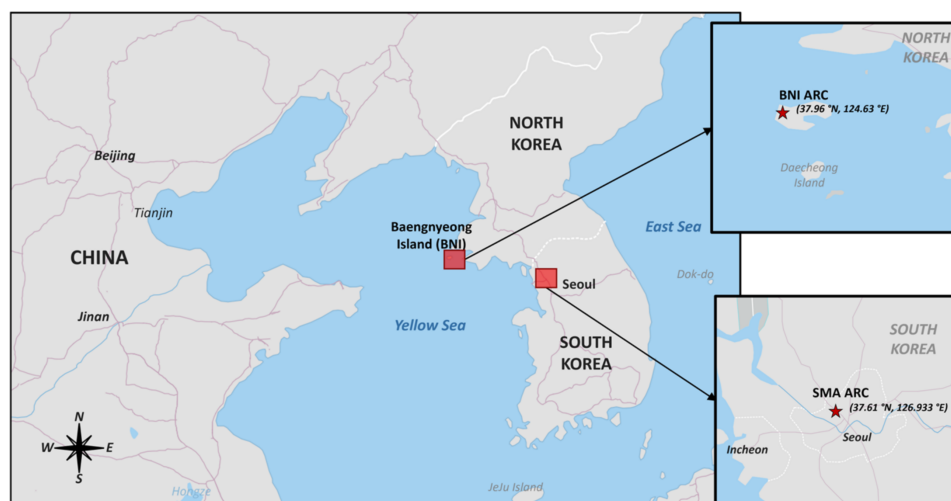 Beijing
Tianjin
CHINA
Jinan
N
W
E
S
Hongze
NORTH
KOREA
Baengnyeong
Island (BNI)
Yellow Sea
Seoul
SOUTH
KOREA
East Sea
Dok-do
JeJu Island
NORTH
KOREA
BNI ARC
(37.96 °N, 124.63 °E)
Daecheong
Island
SOUTH
KOREA
SMA ARC
(37.61 °N, 126.933 °E)
Seoul
Incheon